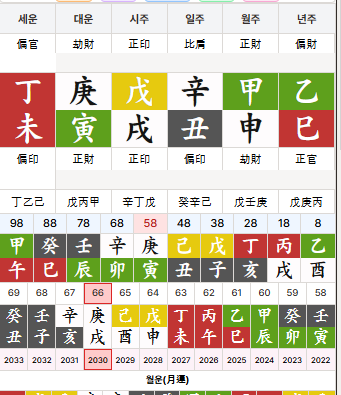 세운 대운 시주 일주 월주 년주
偏官 劫財 正印 比肩 正財 偏財
丁 庚 戊 辛 甲 乙
未 寅 戌 丑 申 巳
偏印 正財 正印 偏印 劫財 正官
丁乙己 戊丙甲 辛丁戊 癸辛己 戊壬庚 戊庚丙
98 88 78 68 58 48 38 28 18 8
甲 癸 壬 辛 庚 己 戊 丁 丙 乙
午 巳 辰 卯 寅 丑 子 亥 戌 酉
69 68 67 66 65 64 63 62 61 60 59 58
癸 壬 辛 庚 己 戊 丁 丙 乙 甲 癸 壬
丑 子 亥 戌 酉 申 未 午 巳 辰 卯 寅
2033 2032 2031 2030 2029 2028 2027 2026 2025 2024 2023 2022
월운(月運)